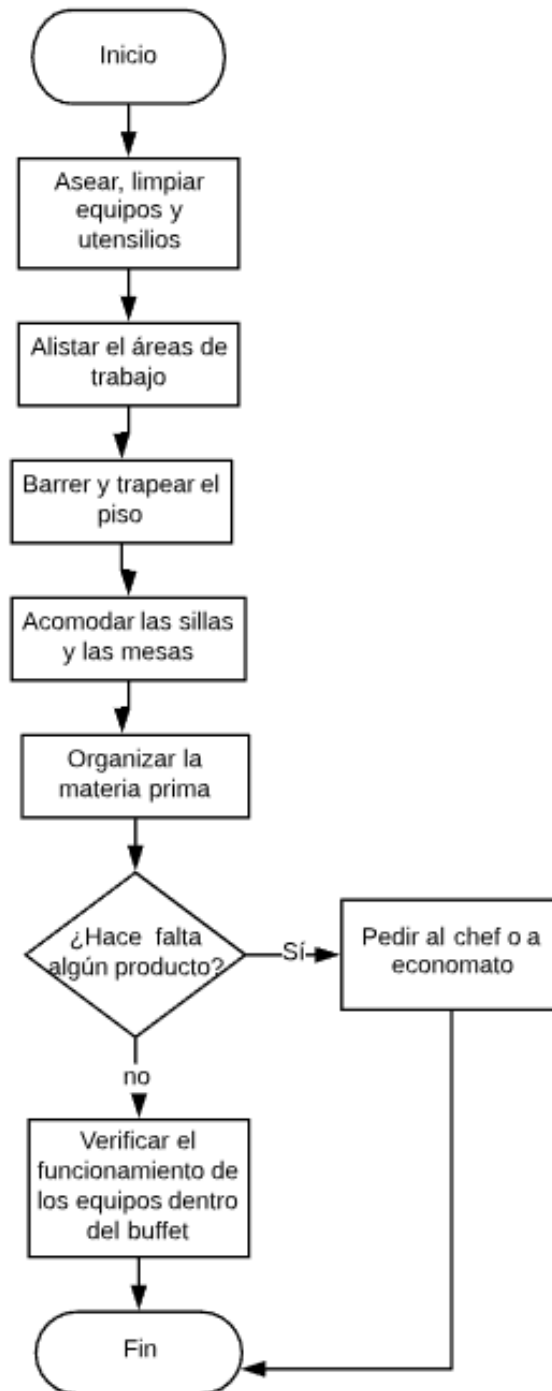 Inicio
Asear, limpiar
equipos y
utensilios
Alistar el áreas de
trabajo
Barrer y trapear el
piso
Acomodar las sillas
y las mesas
Organizar la
materia prima
¿Hace falta
algún producto?
Sí
Pedir al chef o a
economato
no
Verificar el
funcionamiento de
los equipos dentro
del buffet
Fin